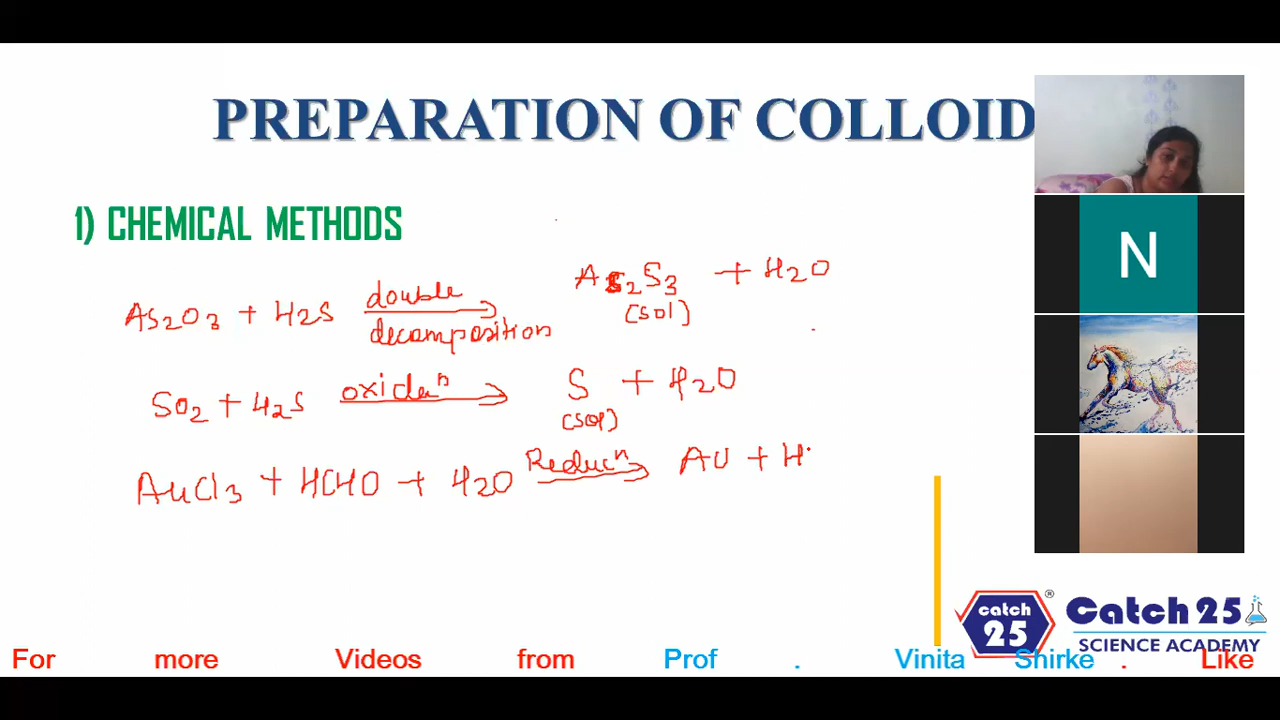 PREPARATION OF COLLOID
1) CHEMICAL METHODS
As2O3 + H2S double decomposition → As2S3 + H2O
(sol)
SO2 + H2S oxidaⁿ → S + H2O
(sol)
AuCl3 + HCHO + H2O Reducⁿ → AU + H
N
catch 25 ® Catch 25
SCIENCE ACADEMY
For more Videos from Prof . Vinita Shirke . Like